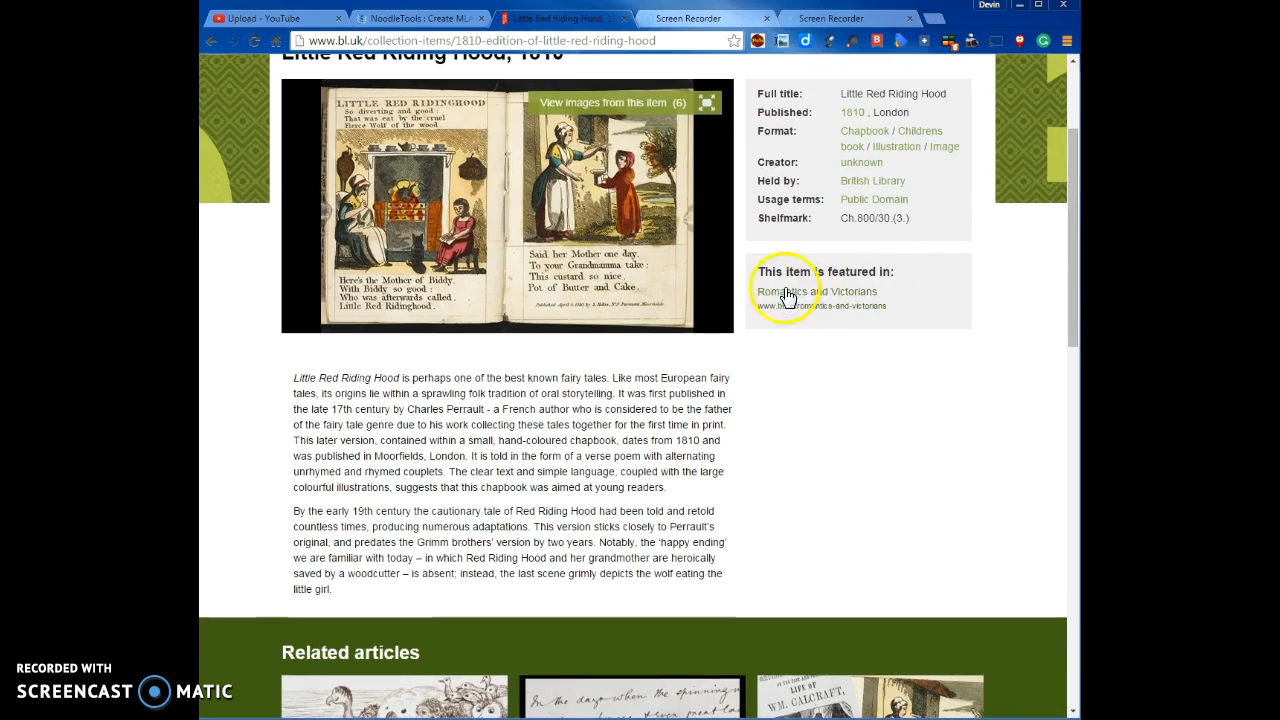 Devin
Upload - YouTube
NoodleTools : Create MLA
Little Red Riding Hood,
Screen Recorder
Screen Recorder
www.bl.uk/collection-items/1810-edition-of-little-red-riding-hood
Little Red Riding Hood, 1810
View images from this item (6)
LITTLE RED RIDINGHOOD
So diverting and good:
That was eat by the cruel
Fierce Wolf of the wood.
Here's the Mother of Biddy,
With Biddy so good:
Who was afterwards called,
Little Red Ridinghood.
Said her Mother one day,
To your Grandmamma take:
This custard so nice,
Pot of Butter and Cake.
Full title: Little Red Riding Hood
Published: 1810 , London
Format: Chapbook / Childrens
book / Illustration / Image
Creator: unknown
Held by: British Library
Usage terms: Public Domain
Shelfmark: Ch.800/30.(3.)
This item is featured in:
Romantics and Victorians
Little Red Riding Hood is perhaps one of the best known fairy tales. Like most European fairy
tales, its origins lie within a sprawling folk tradition of oral storytelling. It was first published in
the late 17th century by Charles Perrault - a French author who is considered to be the father
of the fairy tale genre due to his work collecting these tales together for the first time in print.
This later version, contained within a small, hand-coloured chapbook, dates from 1810 and
was published in Moorfields, London. It is told in the form of a verse poem with alternating
unrhymed and rhymed couplets. The clear text and simple language, coupled with the large
colourful illustrations, suggests that this chapbook was aimed at young readers.
By the early 19th century the cautionary tale of Red Riding Hood had been told and retold
countless times, producing numerous adaptations. This version sticks closely to Perrault's
original, and predates the Grimm brothers' version by two years. Notably, the 'happy ending'
we are familiar with today – in which Red Riding Hood and her grandmother are heroically
saved by a woodcutter – is absent; instead, the last scene grimly depicts the wolf eating the
little girl.
Related articles
In the days when the spinning
LIFE OF
WM. CALCRAFT,
RECORDED WITH
SCREENCAST MATIC